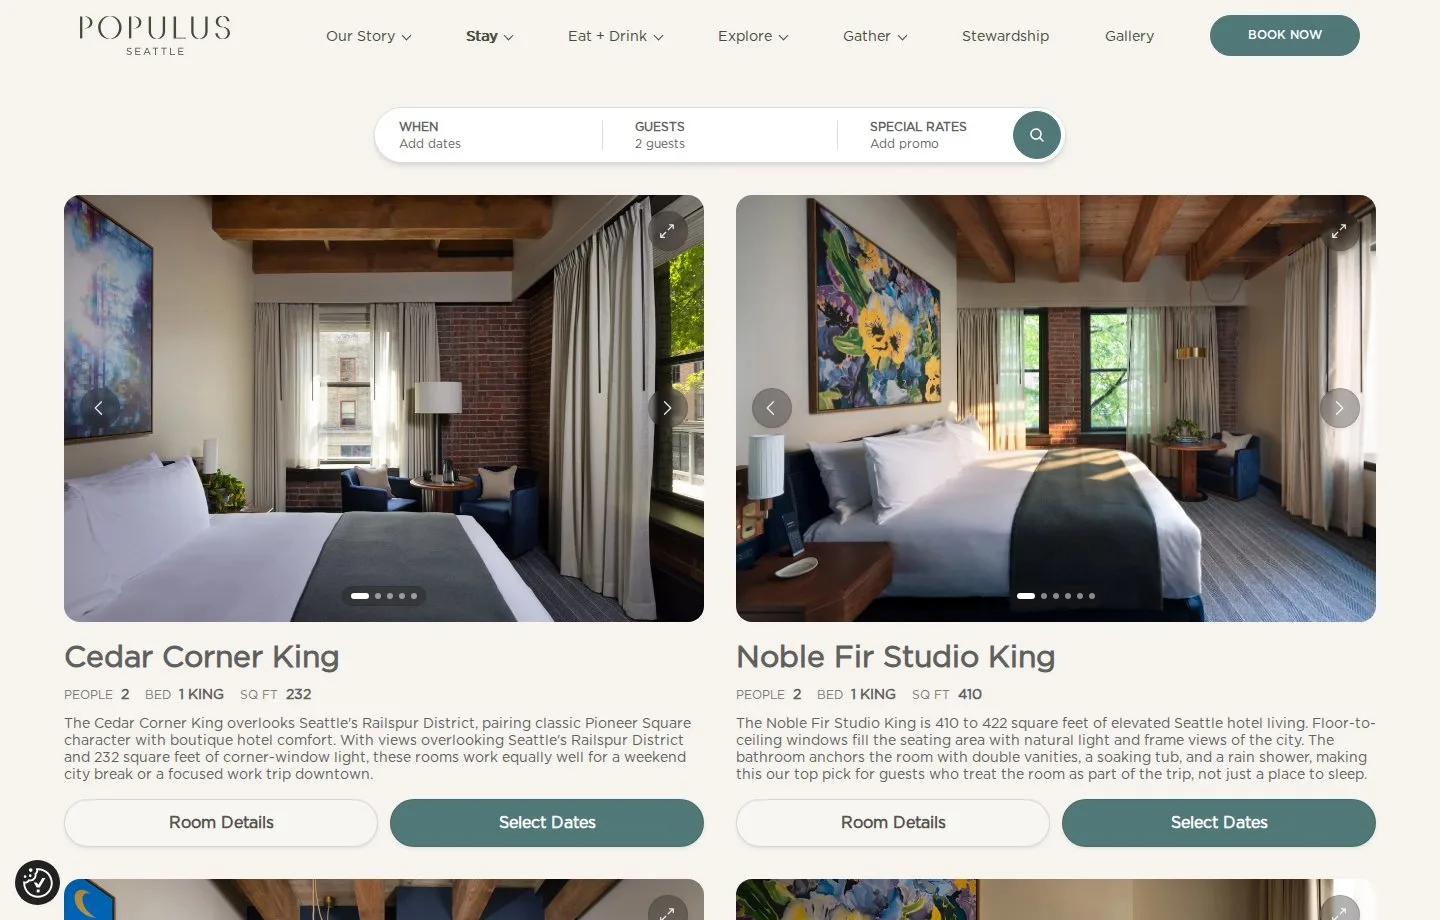 POPULUS
SEATTLE
Our Story
Stay
Eat + Drink
Explore
Gather
Stewardship
Gallery
BOOK NOW
WHEN
Add dates
GUESTS
2 guests
SPECIAL RATES
Add promo
Cedar Corner King
PEOPLE 2 BED 1 KING SQ FT 232
The Cedar Corner King overlooks Seattle's Railspur District, pairing classic Pioneer Square
character with boutique hotel comfort. With views overlooking Seattle's Railspur District
and 232 square feet of corner-window light, these rooms work equally well for a weekend
city break or a focused work trip downtown.
Room Details
Select Dates
Noble Fir Studio King
PEOPLE 2 BED 1 KING SQ FT 410
The Noble Fir Studio King is 410 to 422 square feet of elevated Seattle hotel living. Floor-to-
ceiling windows fill the seating area with natural light and frame views of the city. The
bathroom anchors the room with double vanities, a soaking tub, and a rain shower, making
this our top pick for guests who treat the room as part of the trip, not just a place to sleep.
Room Details
Select Dates